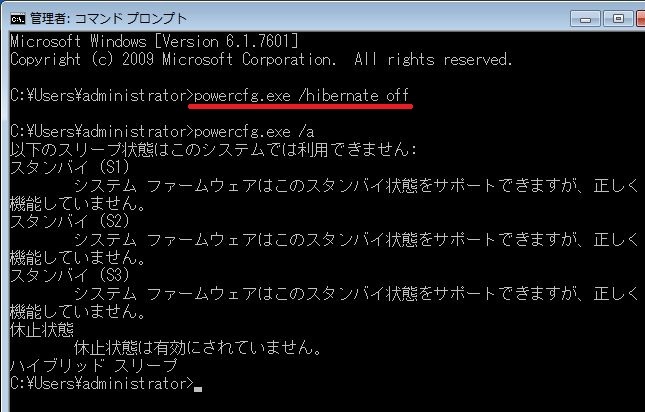 管理者: コマンド プロンプト
Microsoft Windows [Version 6.1.7601]
Copyright (c) 2009 Microsoft Corporation.  All rights reserved.
C:¥Users¥administrator>powercfg.exe /hibernate off
C:¥Users¥administrator>powercfg.exe /a
以下のスリープ状態はこのシステムでは利用できません:
スタンバイ (S1)
システム ファームウェアはこのスタンバイ状態をサポートできますが、正しく
機能していません。
スタンバイ (S2)
システム ファームウェアはこのスタンバイ状態をサポートできますが、正しく
機能していません。
スタンバイ (S3)
システム ファームウェアはこのスタンバイ状態をサポートできますが、正しく
機能していません。
休止状態
休止状態は有効にされていません。
ハイブリッド スリープ
C:¥Users¥administrator>_